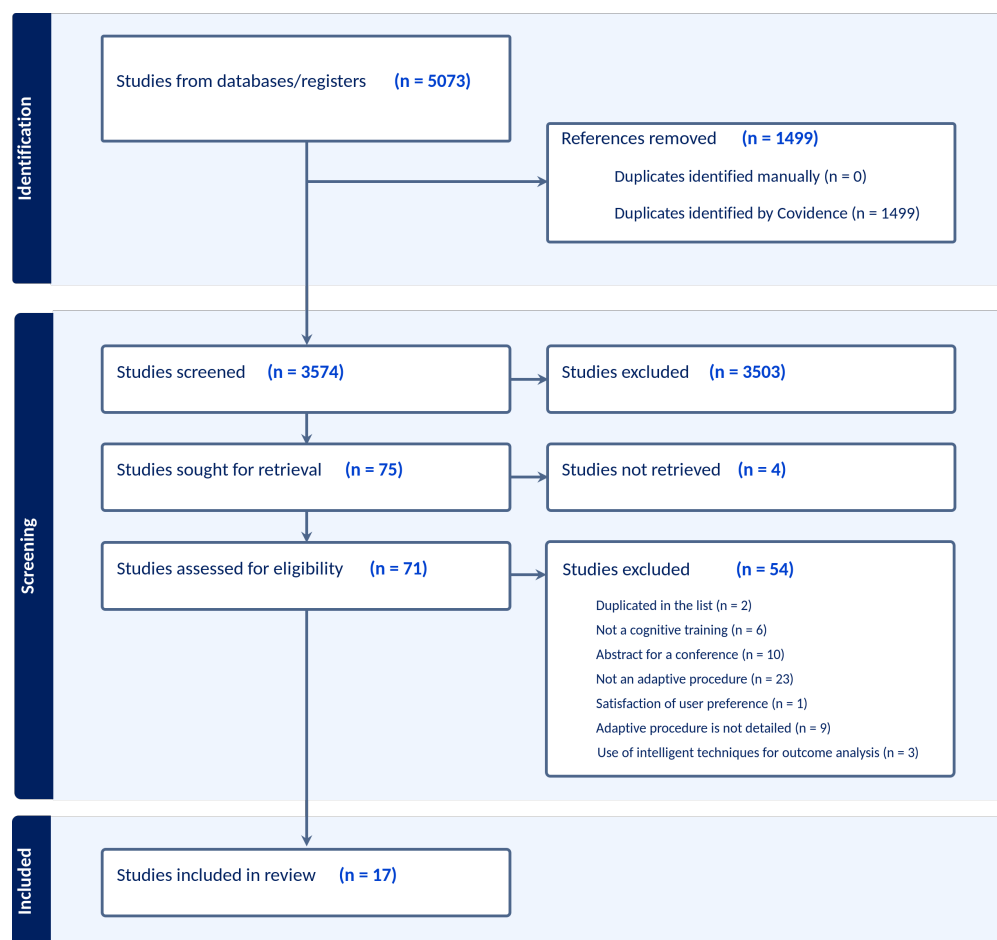 Identification
Studies from databases/registers (n = 5073)
References removed (n = 1499)
Duplicates identified manually (n = 0)
Duplicates identified by Covidence (n = 1499)
Screening
Studies screened (n = 3574)
Studies excluded (n = 3503)
Studies sought for retrieval (n = 75)
Studies not retrieved (n = 4)
Studies assessed for eligibility (n = 71)
Studies excluded (n = 54)
Duplicated in the list (n = 2)
Not a cognitive training (n = 6)
Abstract for a conference (n = 10)
Not an adaptive procedure (n = 23)
Satisfaction of user preference (n = 1)
Adaptive procedure is not detailed (n = 9)
Use of intelligent techniques for outcome analysis (n = 3)
Included
Studies included in review (n = 17)